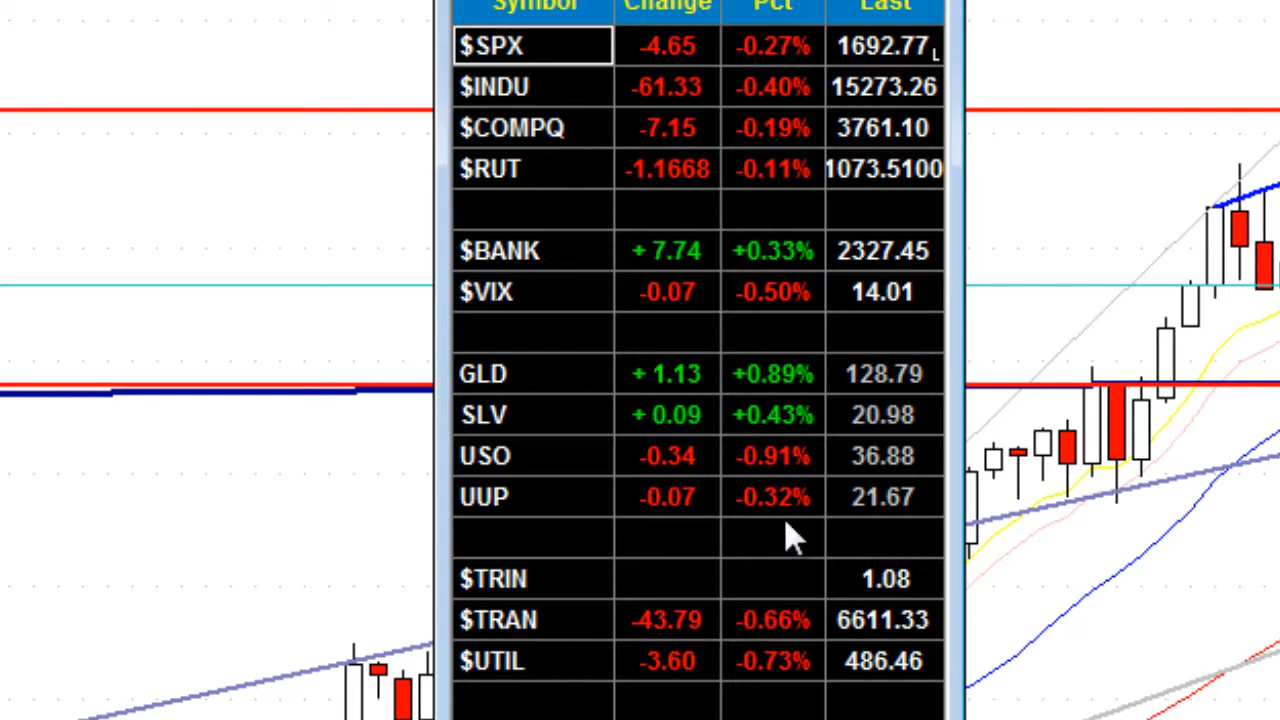 Symbol Change Pct Last
$SPX -4.65 -0.27% 1692.77 L
$INDU -61.33 -0.40% 15273.26
$COMPQ -7.15 -0.19% 3761.10
$RUT -1.1668 -0.11% 1073.5100
$BANK + 7.74 +0.33% 2327.45
$VIX -0.07 -0.50% 14.01
GLD + 1.13 +0.89% 128.79
SLV + 0.09 +0.43% 20.98
USO -0.34 -0.91% 36.88
UUP -0.07 -0.32% 21.67
$TRIN 1.08
$TRAN -43.79 -0.66% 6611.33
$UTIL -3.60 -0.73% 486.46